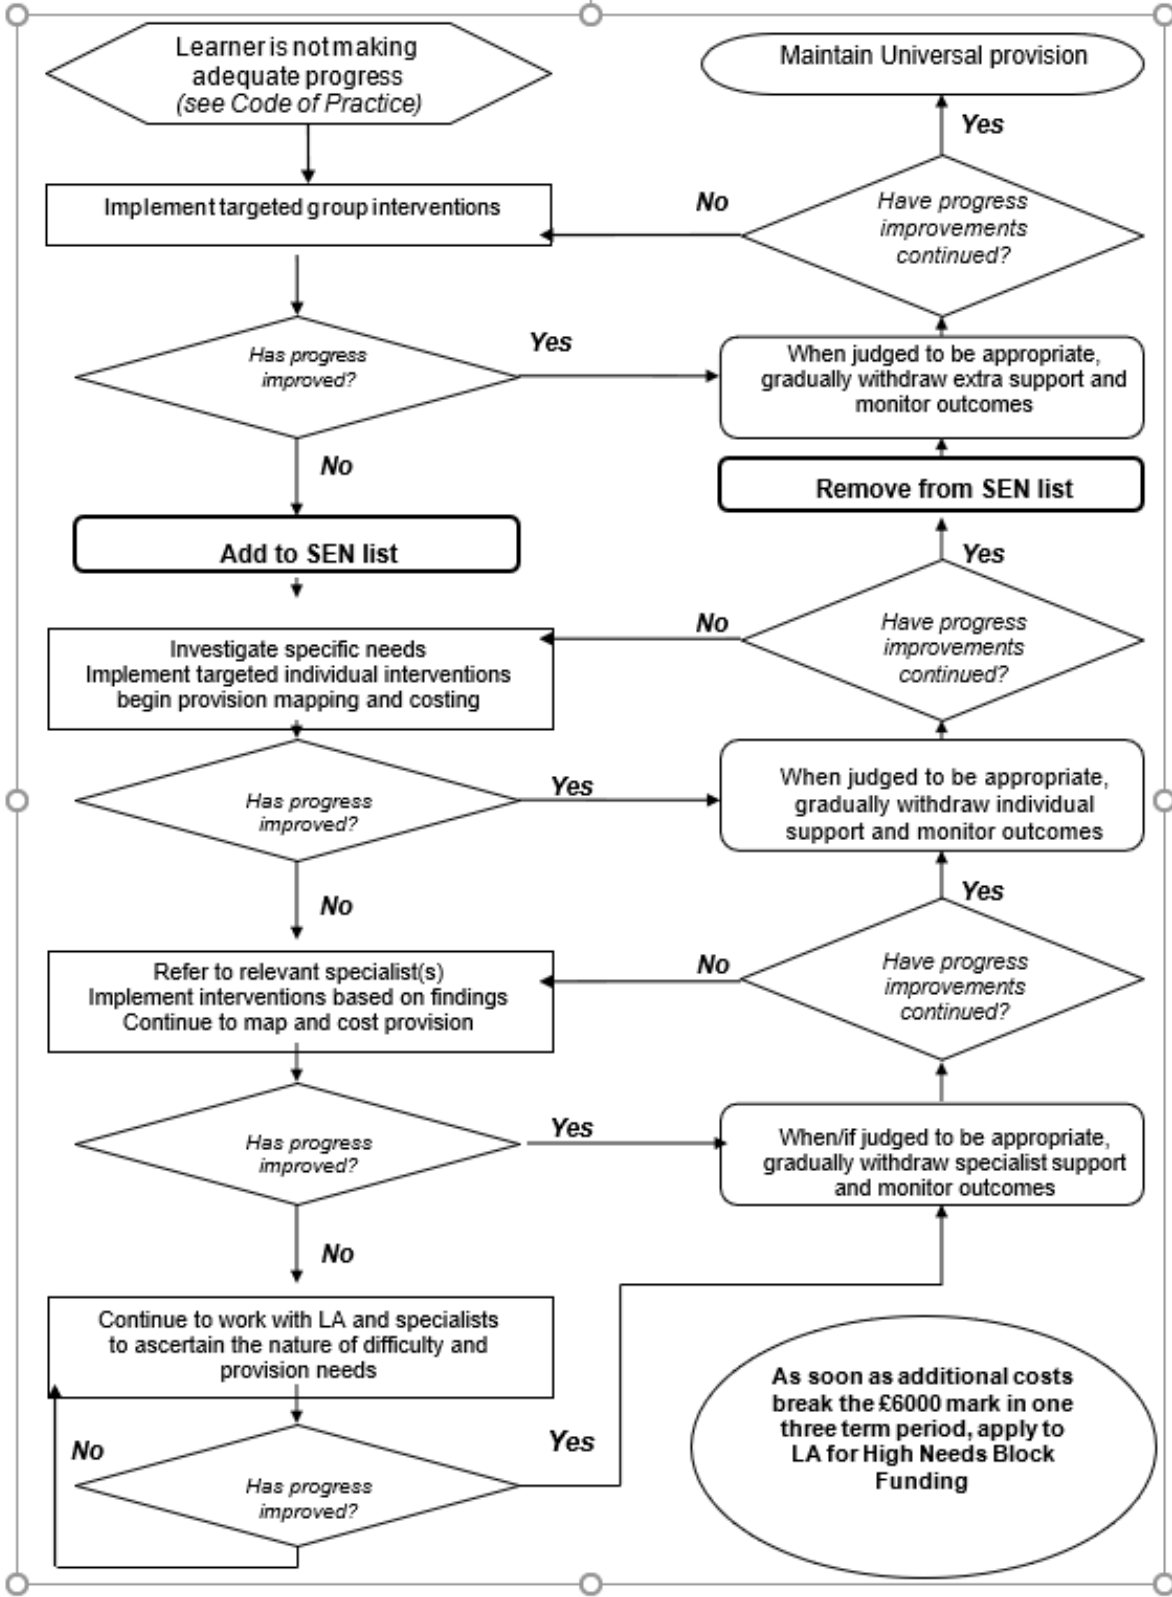 Learner is not making
adequate progress
(see Code of Practice)
Maintain Universal provision
Yes
Implement targeted group interventions
No
Have progress
improvements
continued?
Has progress
improved?
Yes
When judged to be appropriate,
gradually withdraw extra support and
monitor outcomes
No
Remove from SEN list
Add to SEN list
Yes
Investigate specific needs
Implement targeted individual interventions
begin provision mapping and costing
No
Have progress
improvements
continued?
Has progress
improved?
Yes
When judged to be appropriate,
gradually withdraw individual
support and monitor outcomes
No
Yes
Refer to relevant specialist(s)
Implement interventions based on findings
Continue to map and cost provision
No
Have progress
improvements
continued?
Has progress
improved?
Yes
When/if judged to be appropriate,
gradually withdraw specialist support
and monitor outcomes
No
Continue to work with LA and specialists
to ascertain the nature of difficulty and
provision needs
No
Has progress
improved?
Yes
As soon as additional costs
break the £6000 mark in one
three term period, apply to
LA for High Needs Block
Funding